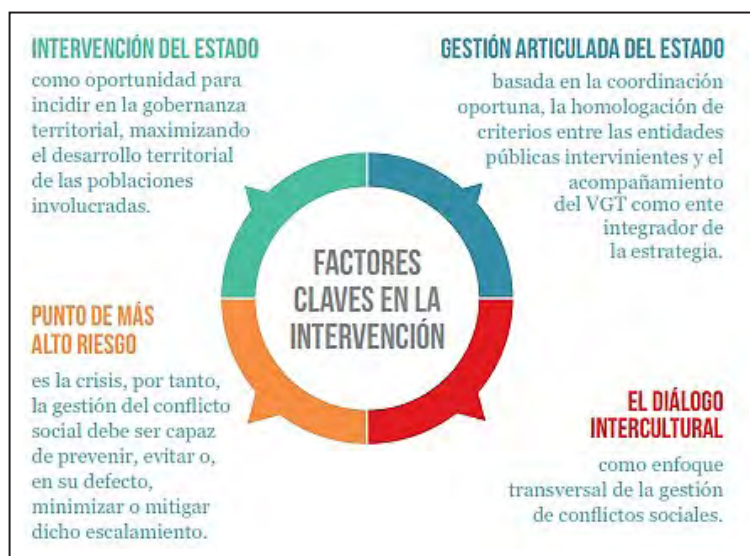 INTERVENCIÓN DEL ESTADO
como oportunidad para
incidir en la gobernanza
territorial, maximizando
el desarrollo territorial
de las poblaciones
involucradas.
GESTIÓN ARTICULADA DEL ESTADO
basada en la coordinación
oportuna, la homologación de
criterios entre las entidades
públicas intervinientes y el
acompañamiento
del VGT como ente
integrador de
la estrategia.
FACTORES
CLAVES EN LA
INTERVENCIÓN
PUNTO DE MÁS
ALTO RIESGO
es la crisis, por tanto,
la gestión del conflicto
social debe ser capaz
de prevenir, evitar o,
en su defecto,
minimizar o mitigar
dicho escalamiento.
EL DIÁLOGO
INTERCULTURAL
como enfoque
transversal de la gestión
de conflictos sociales.